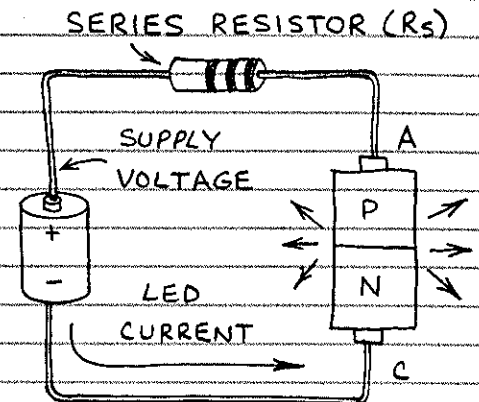 SERIES RESISTOR (Rs)
SUPPLY
VOLTAGE
A
P
+
-
N
LED
CURRENT
C